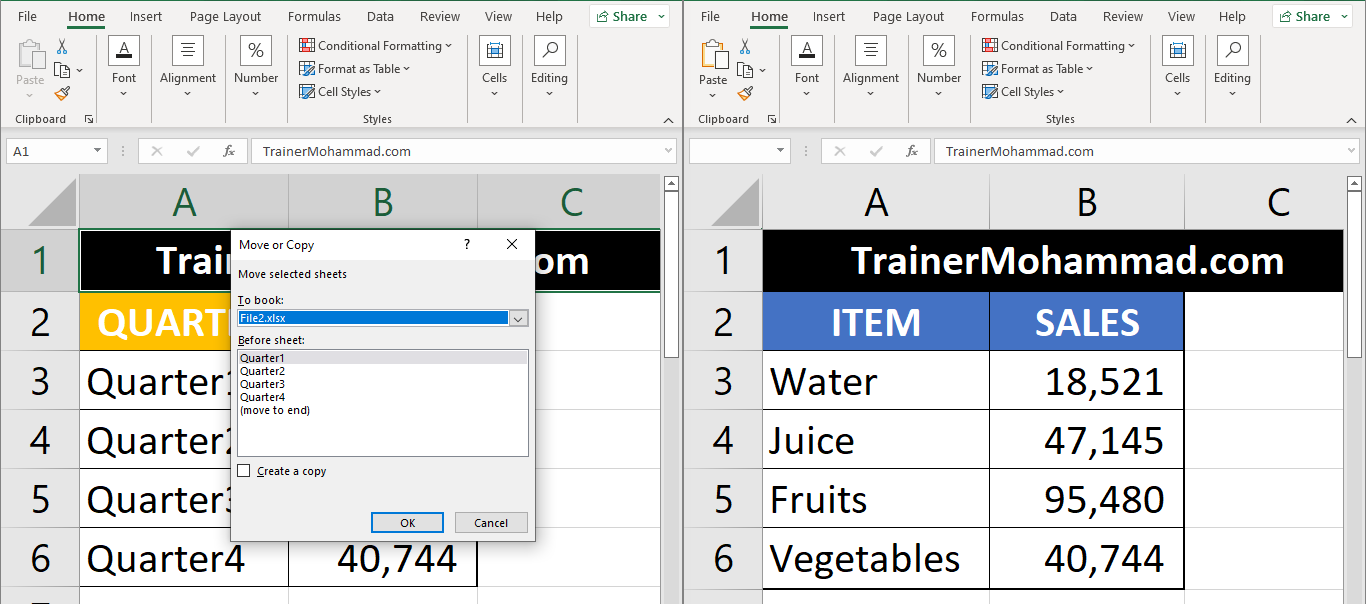 File Home Insert Page Layout Formulas Data Review View Help Share
Paste Font Alignment Number Conditional Formatting Format as Table Cell Styles Cells Editing
Clipboard Styles
A1 fx TrainerMohammad.com
A B C
1 Trai om
2 QUART
3 Quarter1
4 Quarter2
5 Quarter3
6 Quarter4 40,744
Move or Copy ?
Move selected sheets
To book:
File2.xlsx
Before sheet:
Quarter1
Quarter2
Quarter3
Quarter4
(move to end)
Create a copy
OK Cancel
File Home Insert Page Layout Formulas Data Review View Help Share
Paste Font Alignment Number Conditional Formatting Format as Table Cell Styles Cells Editing
Clipboard Styles
fx TrainerMohammad.com
A B C
1 TrainerMohammad.com
2 ITEM SALES
3 Water 18,521
4 Juice 47,145
5 Fruits 95,480
6 Vegetables 40,744